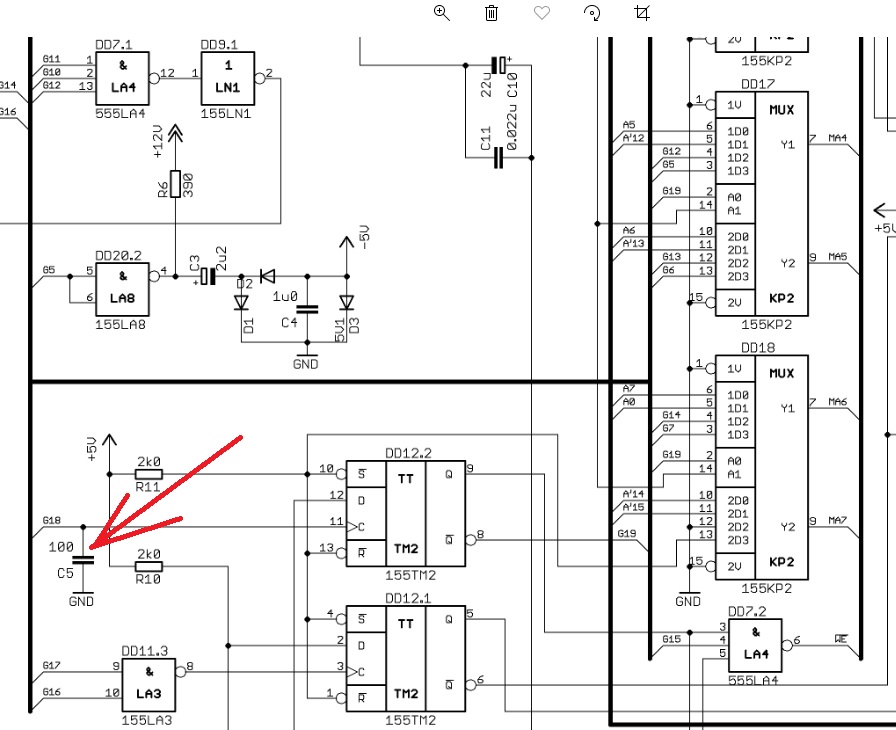 DD7.1
G11 1 & 12
G10 2
G12 13 LA4
555LA4
DD9.1
1 1 2
LN1
155LN1
G14
G16
+12V
R6 390
DD20.2
G5 5 & 4
6 LA8
155LA8
C3 2u2
+
D2
D1
1u0
C4
5V1 D3
-5V
GND
22u C10
+
C11 0.022u
2V
155KP2
DD17
1 1V MUX
A5 6 1D0
A'12 5 1D1 Y1 7 MA4
G12 4 1D2
G5 3 1D3
G19 2 A0
14 A1
A6 10 2D0
A'13 11 2D1
G13 12 2D2 Y2 9 MA5
G6 13 2D3
15 2V KP2
155KP2
+5V
DD18
1 1V MUX
A7 6 1D0
A0 5 1D1 Y1 7 MA6
G14 4 1D2
G7 3 1D3
G19 2 A0
14 A1
A'14 10 2D0
A'15 11 2D1
12 2D2 Y2 9 MA7
G19 13 2D3
15 2V KP2
155KP2
GND
+5V
2k0
R11
G18
100
C5
GND
2k0
R10
DD12.2
10 S TT Q 9
12 D
11 C
13 R TM2 Q 8
155TM2
DD12.1
4 S TT Q 5
2 D
3 C
1 R TM2 Q 6
155TM2
DD11.3
G17 9 & 8
G16 10 LA3
155LA3
DD7.2
3 &
G15 4 6 WE
5 LA4
555LA4